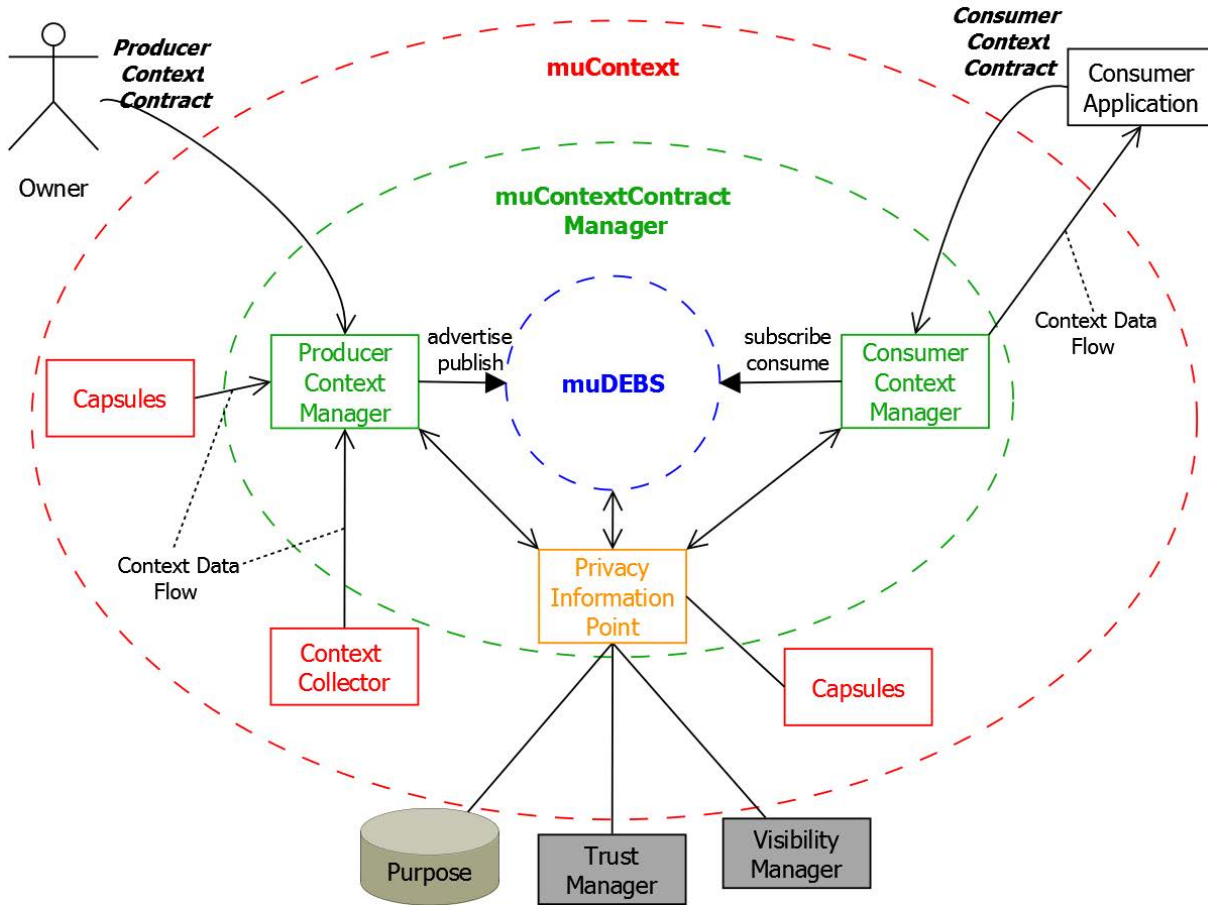 Producer
Context
Contract
Owner
muContext
Consumer
Context
Contract
Consumer
Application
muContextContract
Manager
Producer
Context
Manager
advertise
publish
muDEBS
subscribe
consume
Consumer
Context
Manager
Context Data
Flow
Capsules
Context Data
Flow
Context
Collector
Privacy
Information
Point
Capsules
Purpose
Trust
Manager
Visibility
Manager